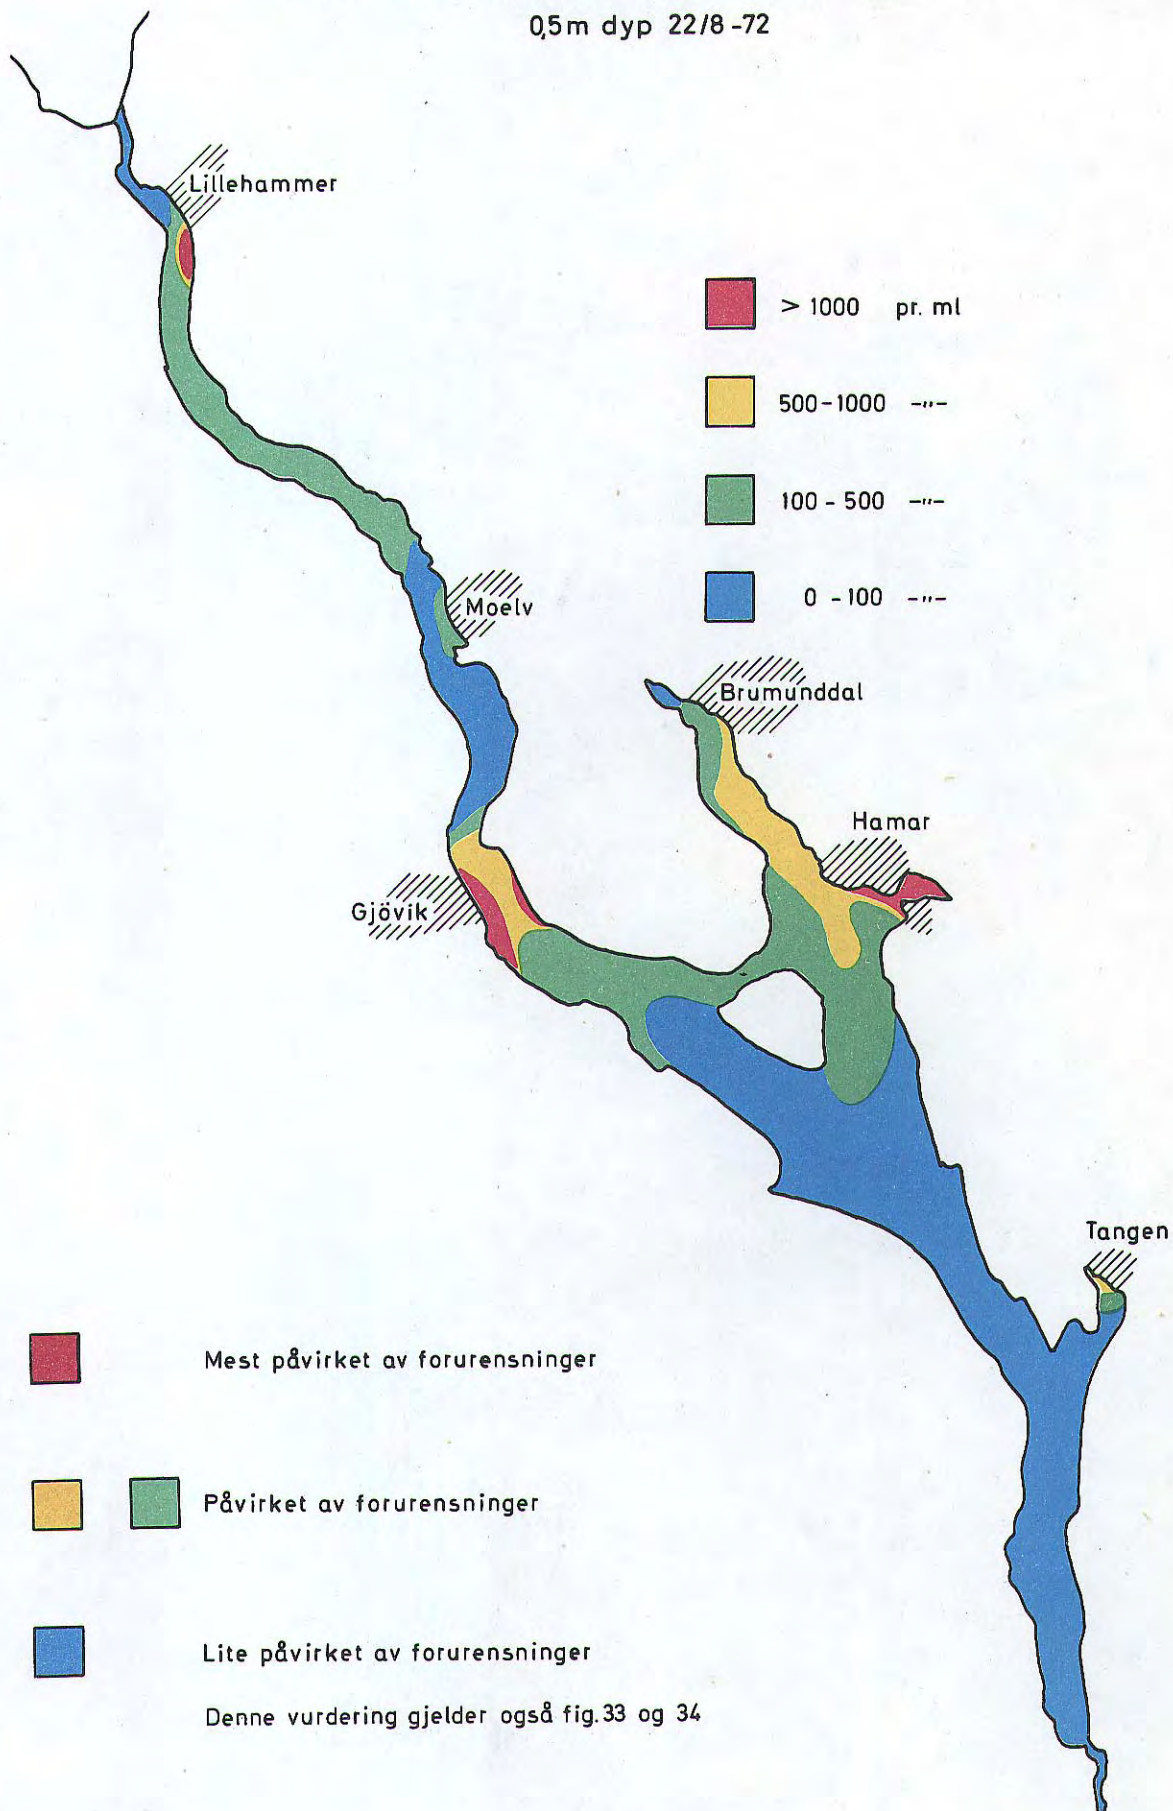 0,5m dyp 22/8-72
Lillehammer
> 1000 pr. ml
500-1000 -"-
100 - 500 -"-
0 - 100 -"-
Moelv
Brumunddal
Hamar
Gjövik
Tangen
Mest påvirket av forurensninger
Påvirket av forurensninger
Lite påvirket av forurensninger
Denne vurdering gjelder også fig. 33 og 34